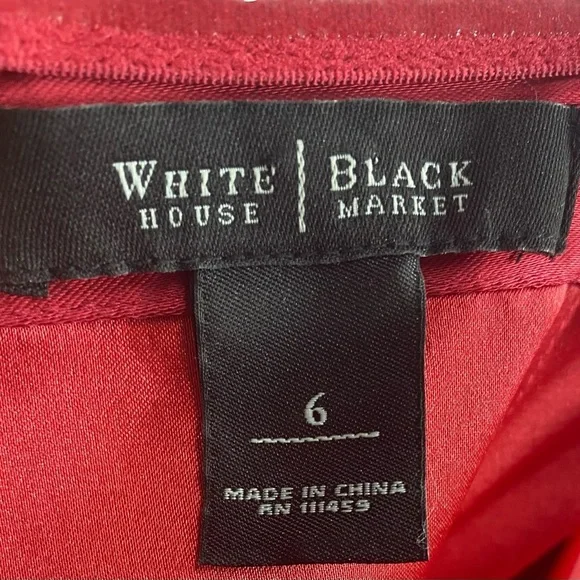 WHITE | BLACK
HOUSE | MARKET
6
MADE IN CHINA
RN 111459